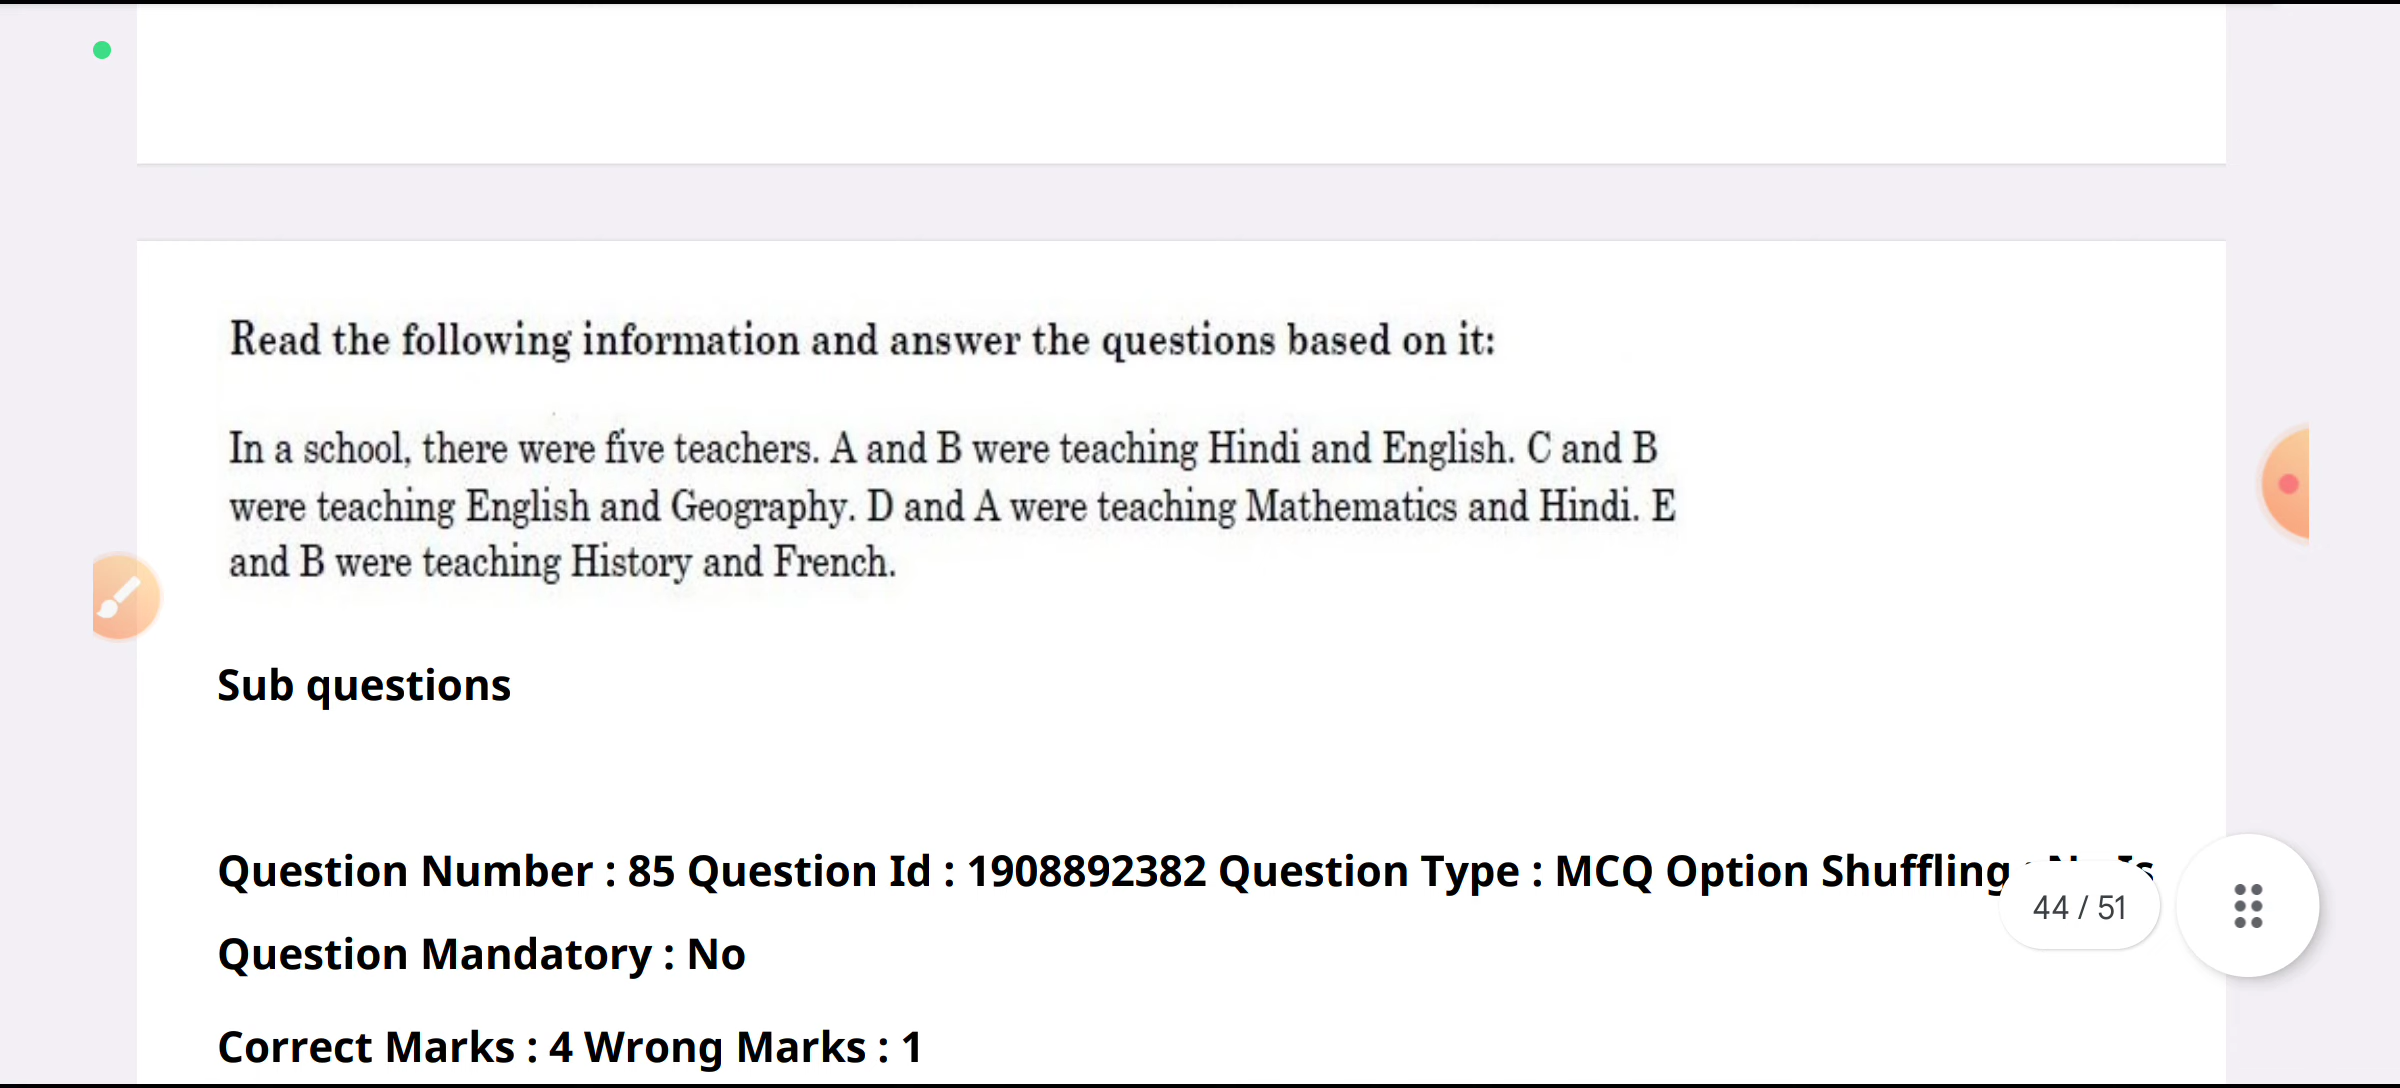 Read the following information and answer the questions based on it:
In a school, there were five teachers. A and B were teaching Hindi and English. C and B
were teaching English and Geography. D and A were teaching Mathematics and Hindi. E
and B were teaching History and French.
Sub questions
Question Number : 85 Question Id : 1908892382 Question Type : MCQ Option Shuffling
44 / 51
Question Mandatory : No
Correct Marks : 4 Wrong Marks : 1